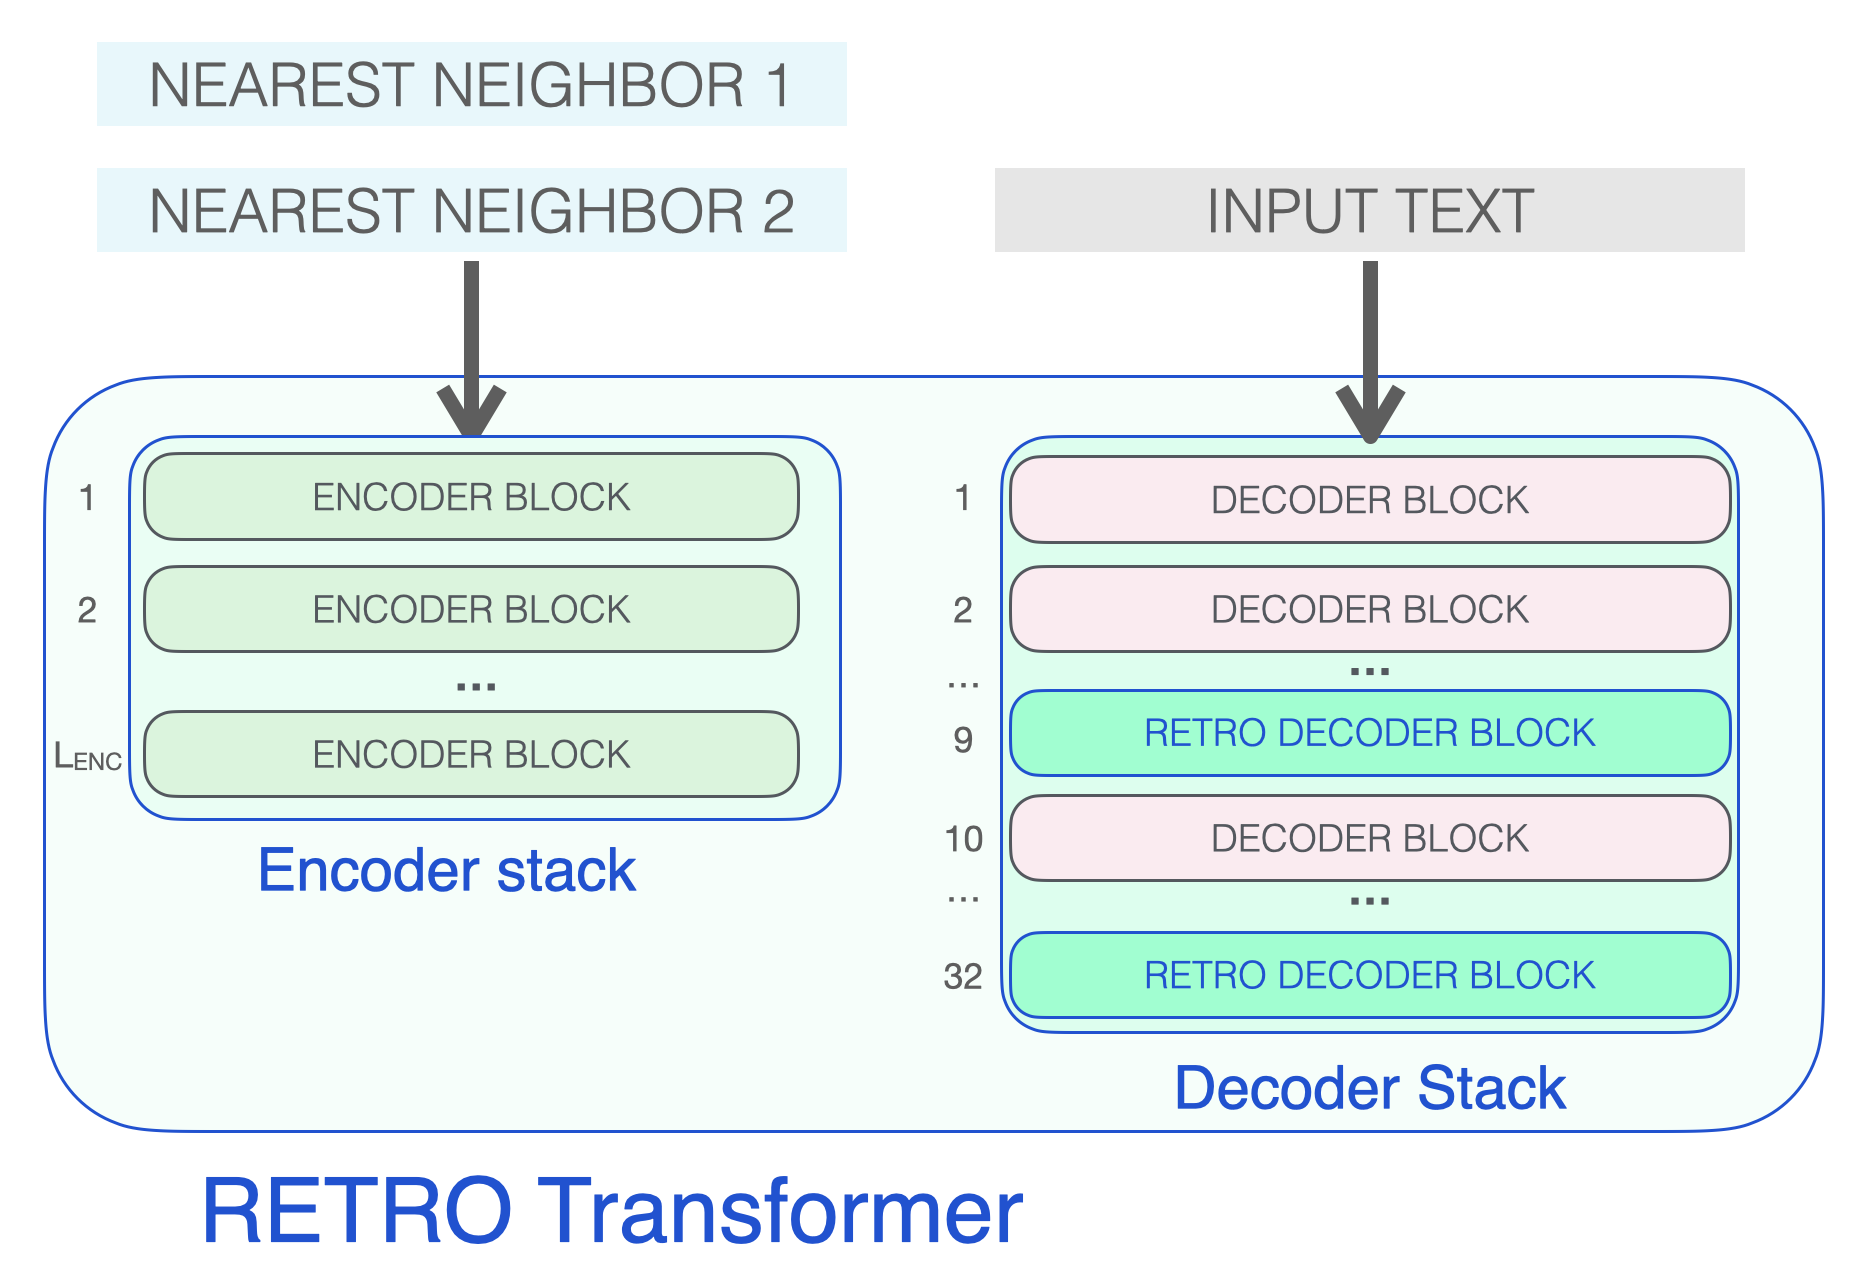 NEAREST NEIGHBOR 1
NEAREST NEIGHBOR 2
INPUT TEXT
1 ENCODER BLOCK
2 ENCODER BLOCK
...
LENC ENCODER BLOCK
Encoder stack
1 DECODER BLOCK
2 DECODER BLOCK
... ...
9 RETRO DECODER BLOCK
10 DECODER BLOCK
... ...
32 RETRO DECODER BLOCK
Decoder Stack
RETRO Transformer